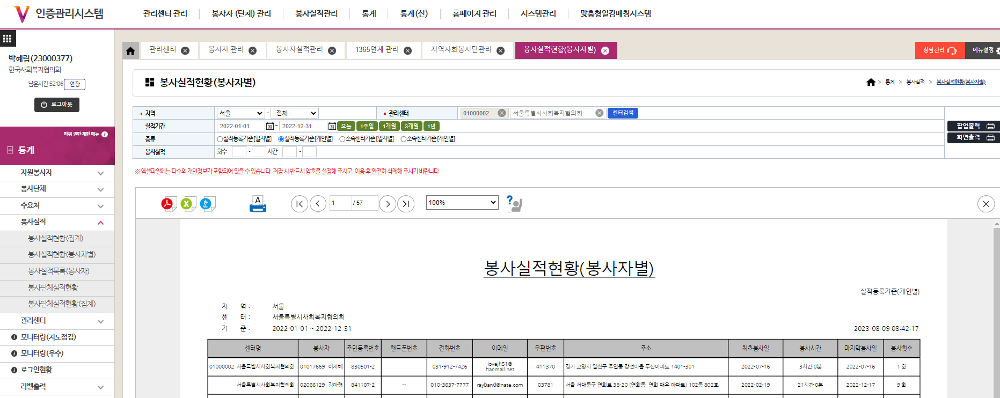 인증관리시스템
관리센터 관리
봉사자 (단체) 관리
봉사실적관리
통계
통계(신)
홈페이지 관리
시스템관리
맞춤형일감매칭시스템
박혜림(23000377)
한국사회복지협의회
남은시간 52:06 연장
로그아웃
관리센터
봉사자 관리
봉사자실적관리
1365연계 관리
지역사회봉사단관리
봉사실적현황(봉사자별)
상담관리
메뉴설정
봉사실적현황(봉사자별)
> 통계 > 봉사실적 > 봉사실적현황(봉사자별)
하위 권한 제한 메뉴
통계
자원봉사자
봉사단체
수요처
봉사실적
봉사실적현황(집계)
봉사실적현황(봉사자별)
봉사실적목록(봉사자)
봉사단체실적현황
봉사단체실적현황(집계)
관리센터
모니터링(지도점검)
모니터링(우수)
로그인현황
라벨출력
지역 서울 - - 전체 - 관리센터 01000002 서울특별시사회복지협의회 센터검색
실적기간 2022-01-01 ~ 2022-12-31 오늘 1주일 1개월 3개월 1년
종류 실적등록기준[일자별] 실적등록기준[개인별] 소속센터기준[일자별] 소속센터기준[개인별]
봉사실적 회수 ~ 시간 ~
팝업출력
화면출력
※ 엑셀파일에는 다수의 개인정보가 포함되어 있을 수 있습니다. 저장 시 반드시 암호를 설정해 주시고, 이용 후 완전히 삭제해 주시기 바랍니다.
1 / 57 100%
봉사실적현황(봉사자별)
실적등록기준(개인별)
지 역 : 서울
센 터 : 서울특별시사회복지협의회
기 준 : 2022-01-01 ~ 2022-12-31
2023-08-09 08:42:17
센터명 봉사자 주민등록번호 핸드폰번호 전화번호 이메일 우편번호 주소 최초봉사일 봉사시간 마지막봉사일 봉사횟수
01000002 서울특별시사회복지협의회 01017669 이지혜 830501-2 031-912-7426 lovejh51@hanmail.net 411370 경기 고양시 일산구 주엽동 강선마을 두산아파트 1401-301 2022-07-16 3시간 0분 2022-07-16 1 회
서울특별시사회복지협의회 02066129 김아령 841107-2 -- 010-3637-7777 rayband@nate.com 03781 서울 서대문구 연희로 38-20 (연희동, 연희 대우 아파트) 102동 802호 2022-02-19 21시간 0분 2022-12-17 9 회